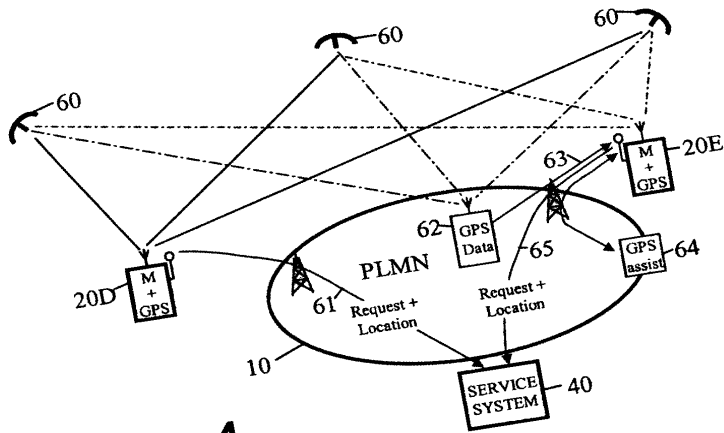 60
60
60
M
+
GPS
20E
63
62
GPS
Data
65
GPS
assist
64
PLMN
M
+
GPS
20D
61
Request +
Location
Request +
Location
10
SERVICE
SYSTEM
40